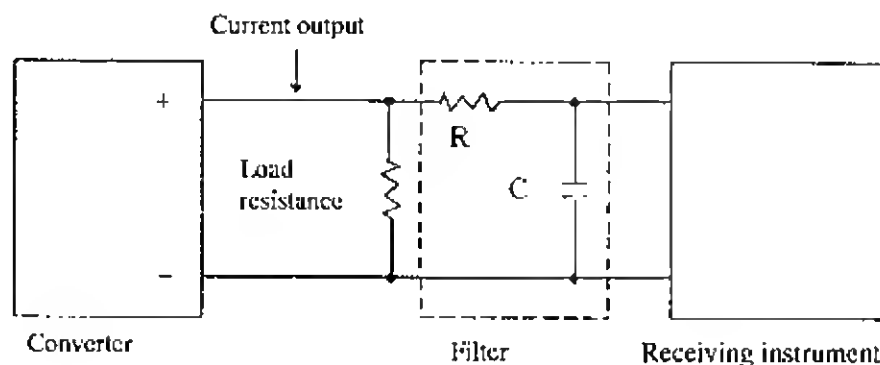 Current output
+
R
Load
resistance
C
−
Converter
Filter
Receiving instrument